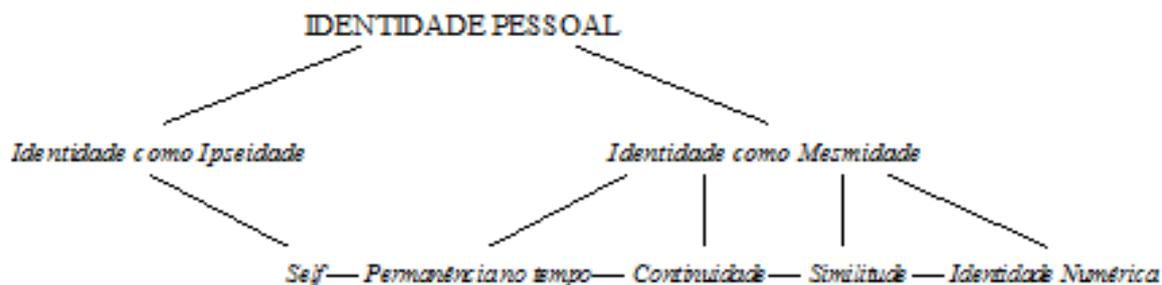 IDENTIDADE PESSOAL
Identidade como Ipseidade Identidade como Mesmidade
Self Permanência no tempo Continuidade Similitude Identidade Numérica